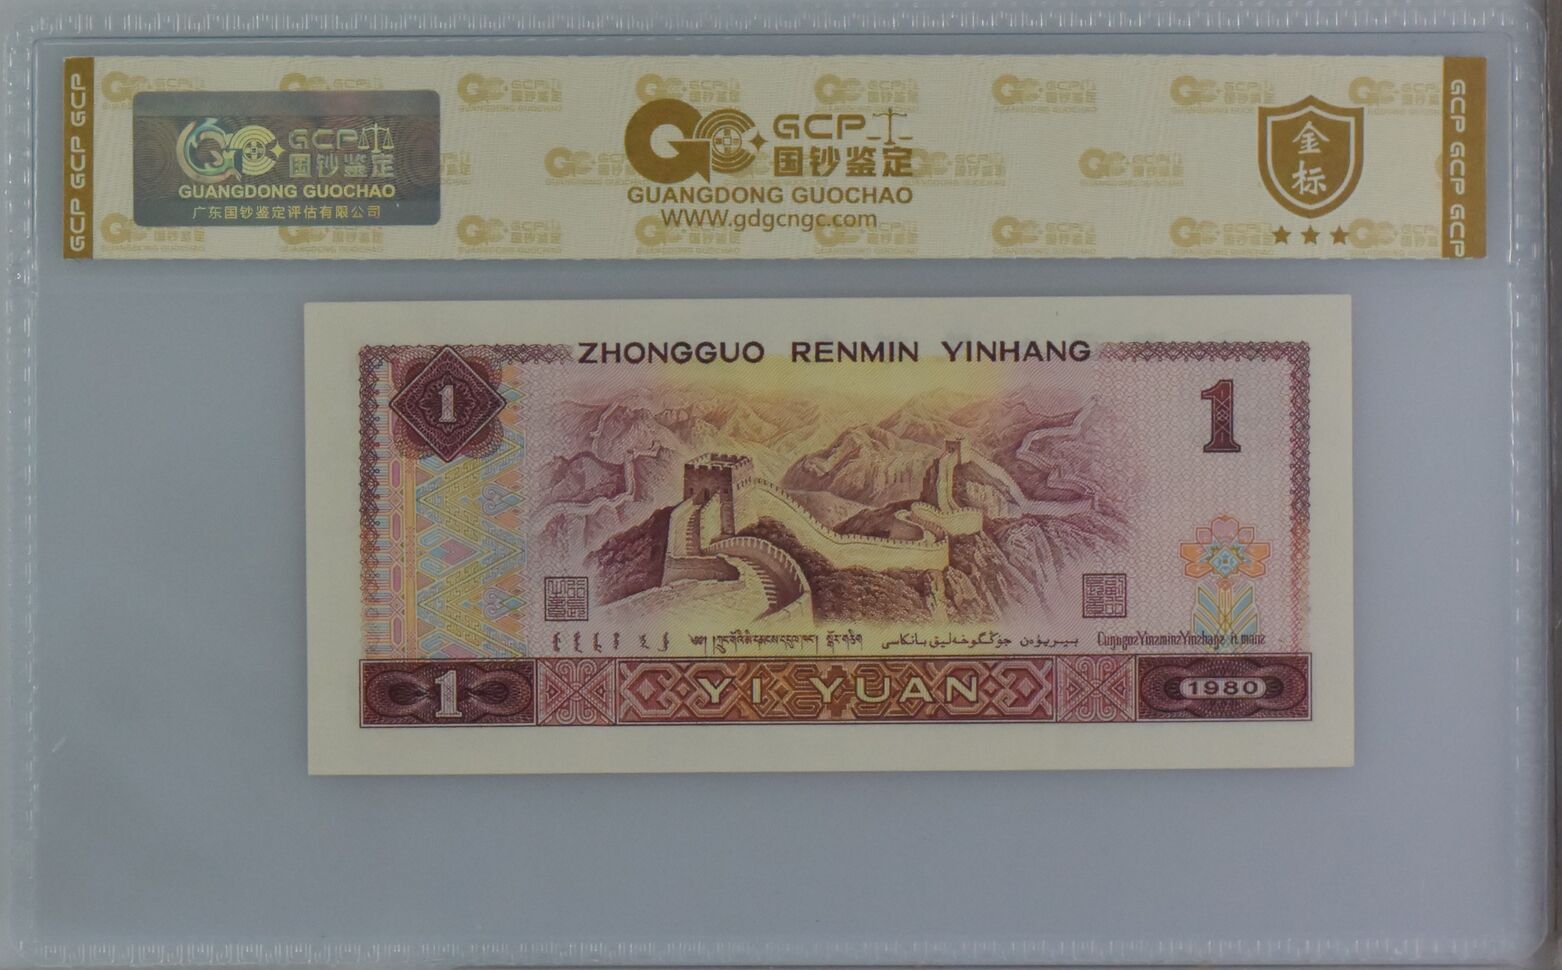 GCP GCP GCP
GCP
国钞鉴定
GUANGDONG GUOCHAO
广东国钞鉴定评估有限公司
GCP
国钞鉴定
GUANGDONG GUOCHAO
WWW.gdgcngc.com
金标
GCP GCP GCP
ZHONGGUO RENMIN YINHANG
1
1
1
YI YUAN
1980